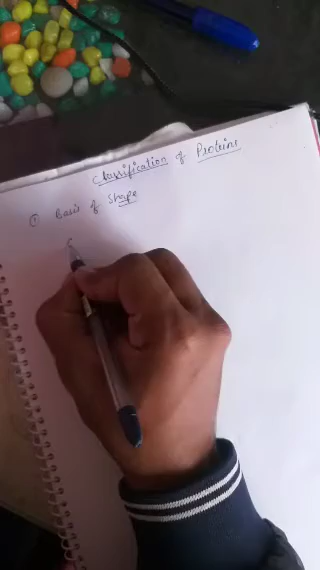 Classification of Proteins
① Basis of Shape